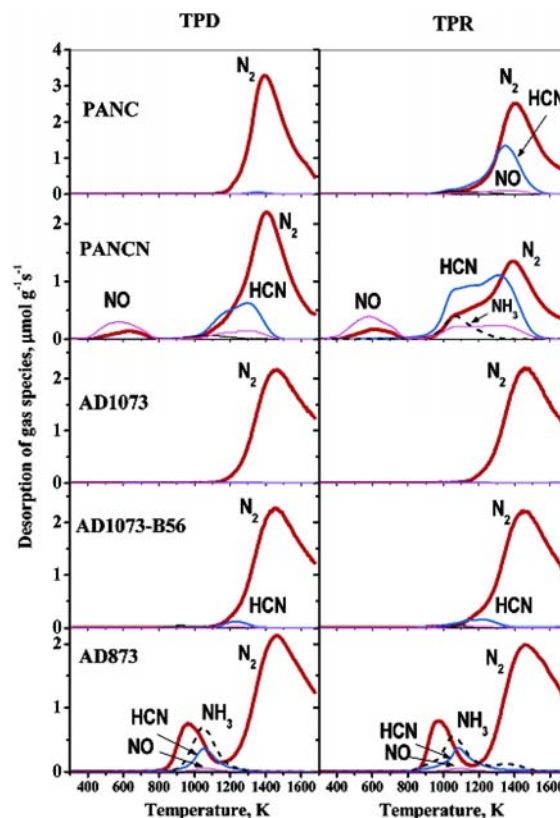 TPD TPR
4
3
2
1
0
PANC
N2
N2
HCN
NO
2
1
0
PANCN
NO
N2
HCN
NO
HCN
N2
NH3
2
1
0
AD1073
N2
N2
2
1
0
AD1073-B56
N2
HCN
N2
HCN
2
1
0
AD873
N2
HCN
NH3
NO
N2
HCN
NH3
NO
Desorption of gas species, μmol g-1s-1
400 600 800 1000 1200 1400 1600 400 600 800 1000 1200 1400 1600
Temperature, K Temperature, K